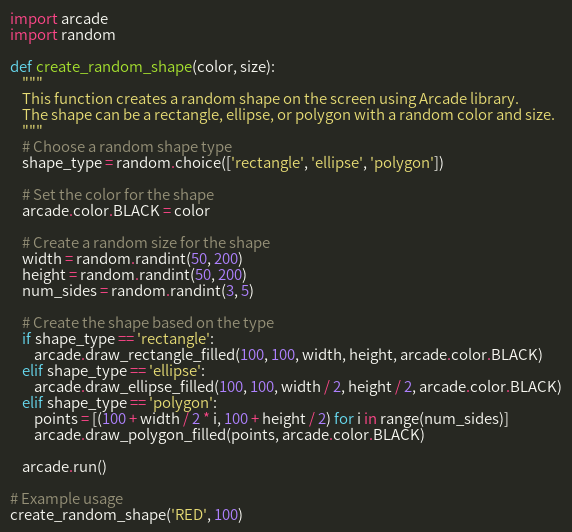 import arcade
import random

def create_random_shape(color, size):
    """
    This function creates a random shape on the screen using Arcade library.
    The shape can be a rectangle, ellipse, or polygon with a random color and size.
    """
    # Choose a random shape type
    shape_type = random.choice(['rectangle', 'ellipse', 'polygon'])

    # Set the color for the shape
    arcade.color.BLACK = color

    # Create a random size for the shape
    width = random.randint(50, 200)
    height = random.randint(50, 200)
    num_sides = random.randint(3, 5)

    # Create the shape based on the type
    if shape_type == 'rectangle':
        arcade.draw_rectangle_filled(100, 100, width, height, arcade.color.BLACK)
    elif shape_type == 'ellipse':
        arcade.draw_ellipse_filled(100, 100, width / 2, height / 2, arcade.color.BLACK)
    elif shape_type == 'polygon':
        points = [(100 + width / 2 * i, 100 + height / 2) for i in range(num_sides)]
        arcade.draw_polygon_filled(points, arcade.color.BLACK)

    arcade.run()

# Example usage
create_random_shape('RED', 100)